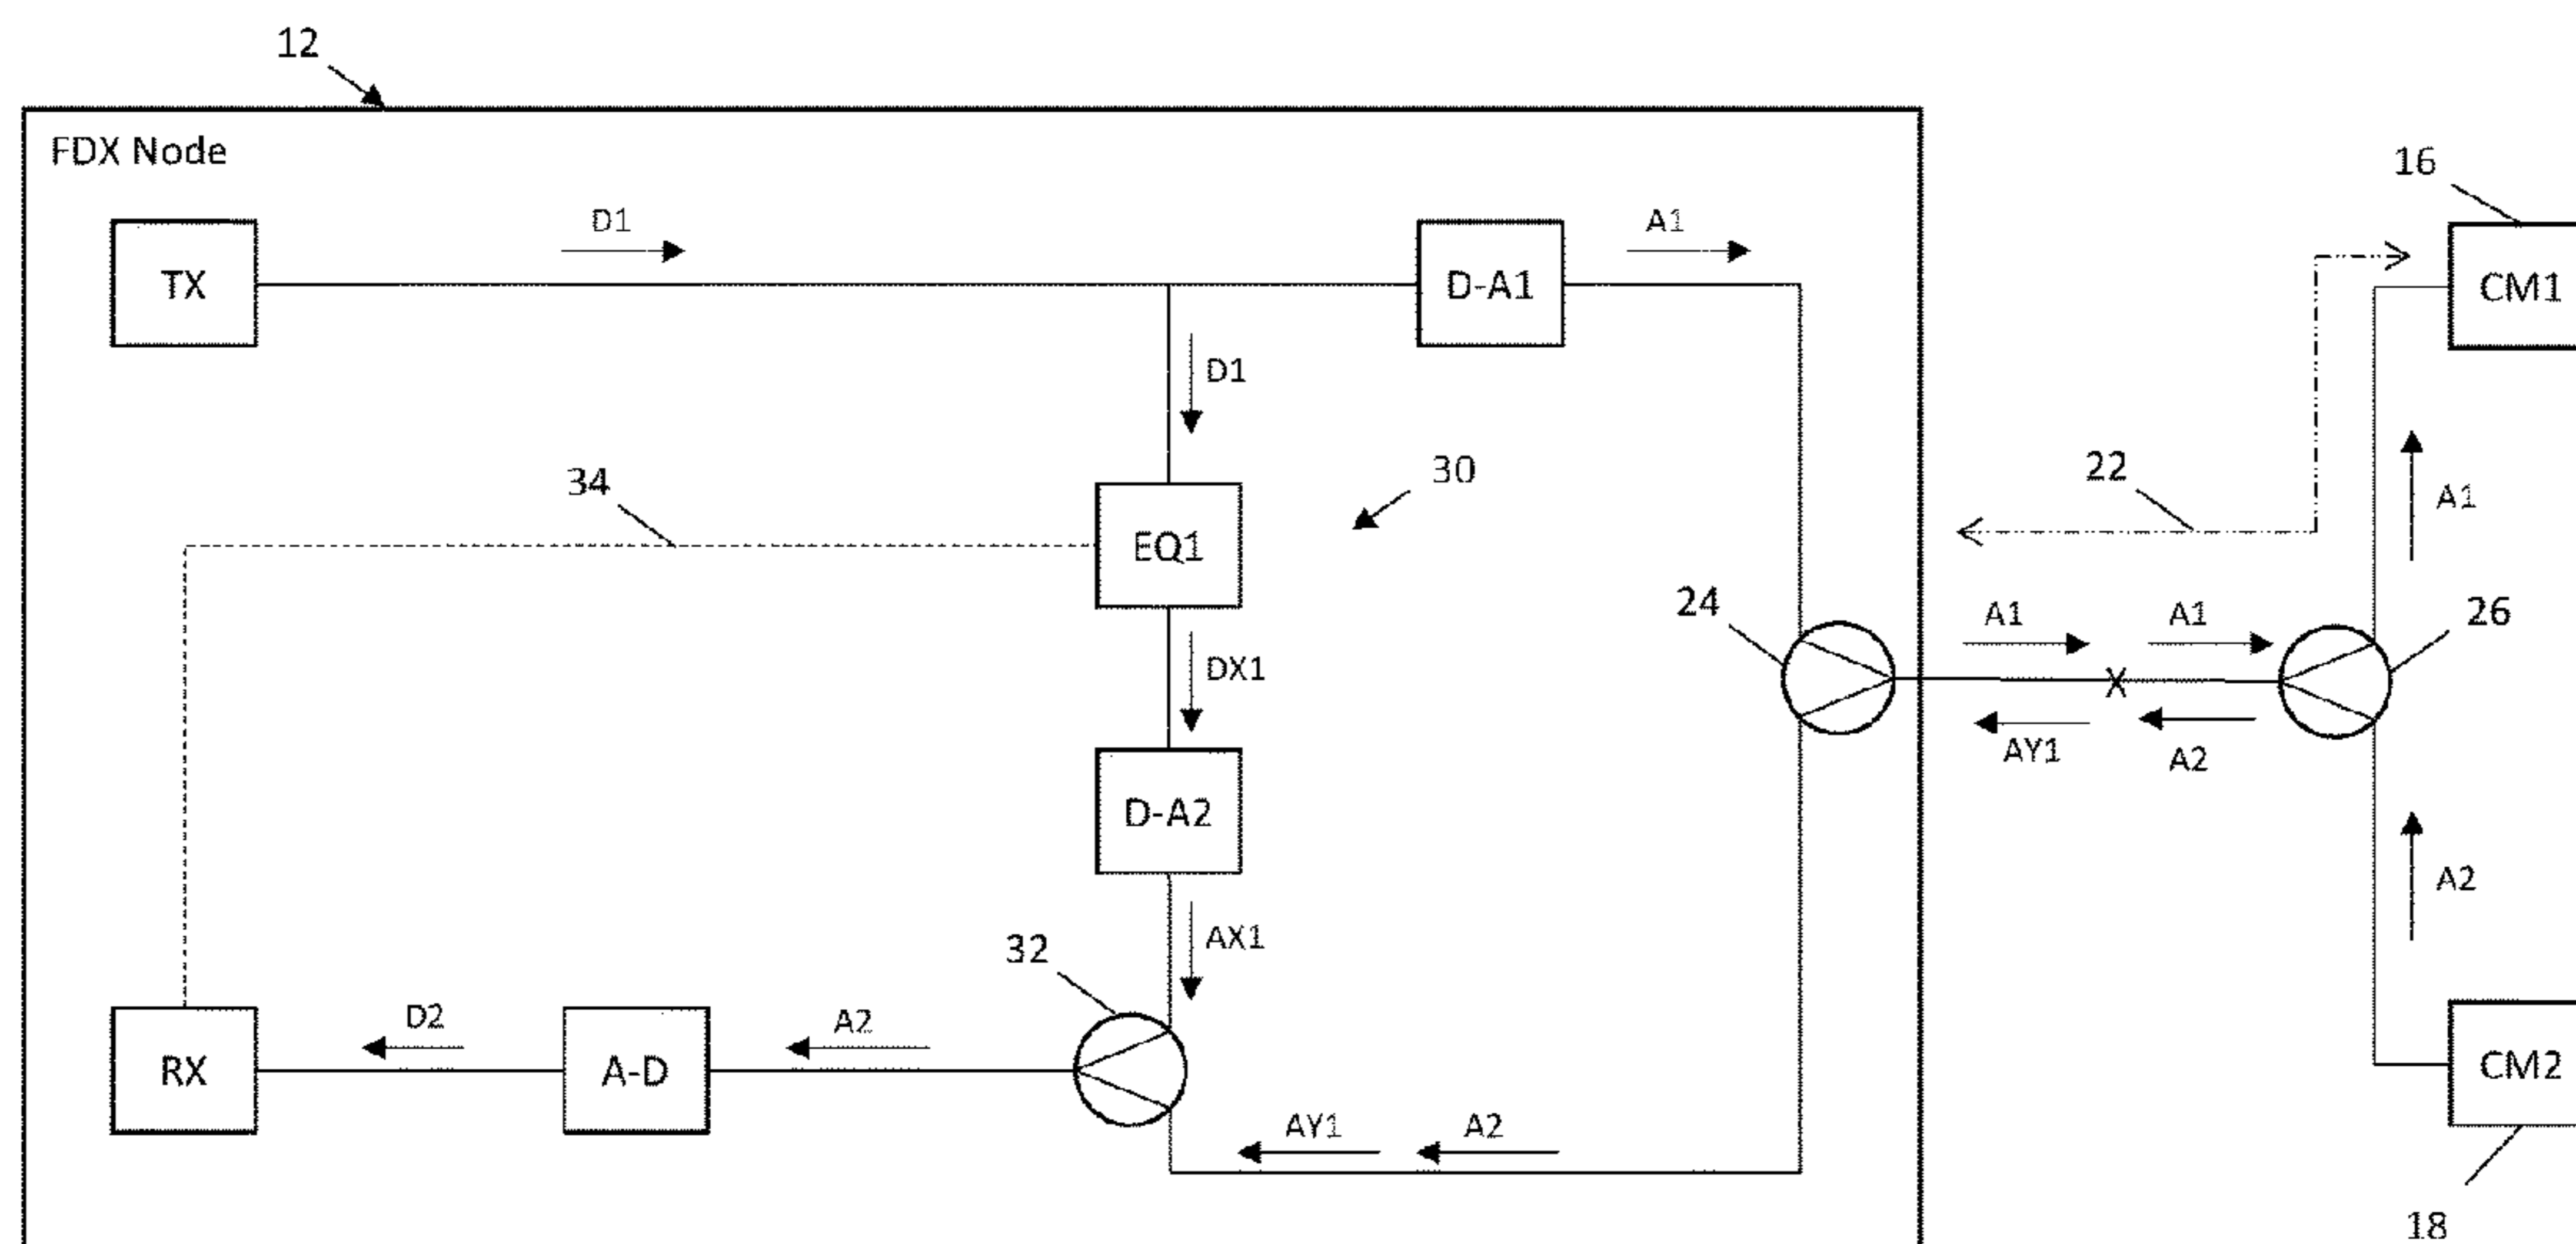 12
FDX Node
16
TX
D1
D-A1
A1
CM1
D1
34
EQ1
30
22
A1
24
A1
A1
26
DX1
AY1
A2
D-A2
A2
32
AX1
RX
D2
A-D
A2
CM2
AY1
A2
18
X